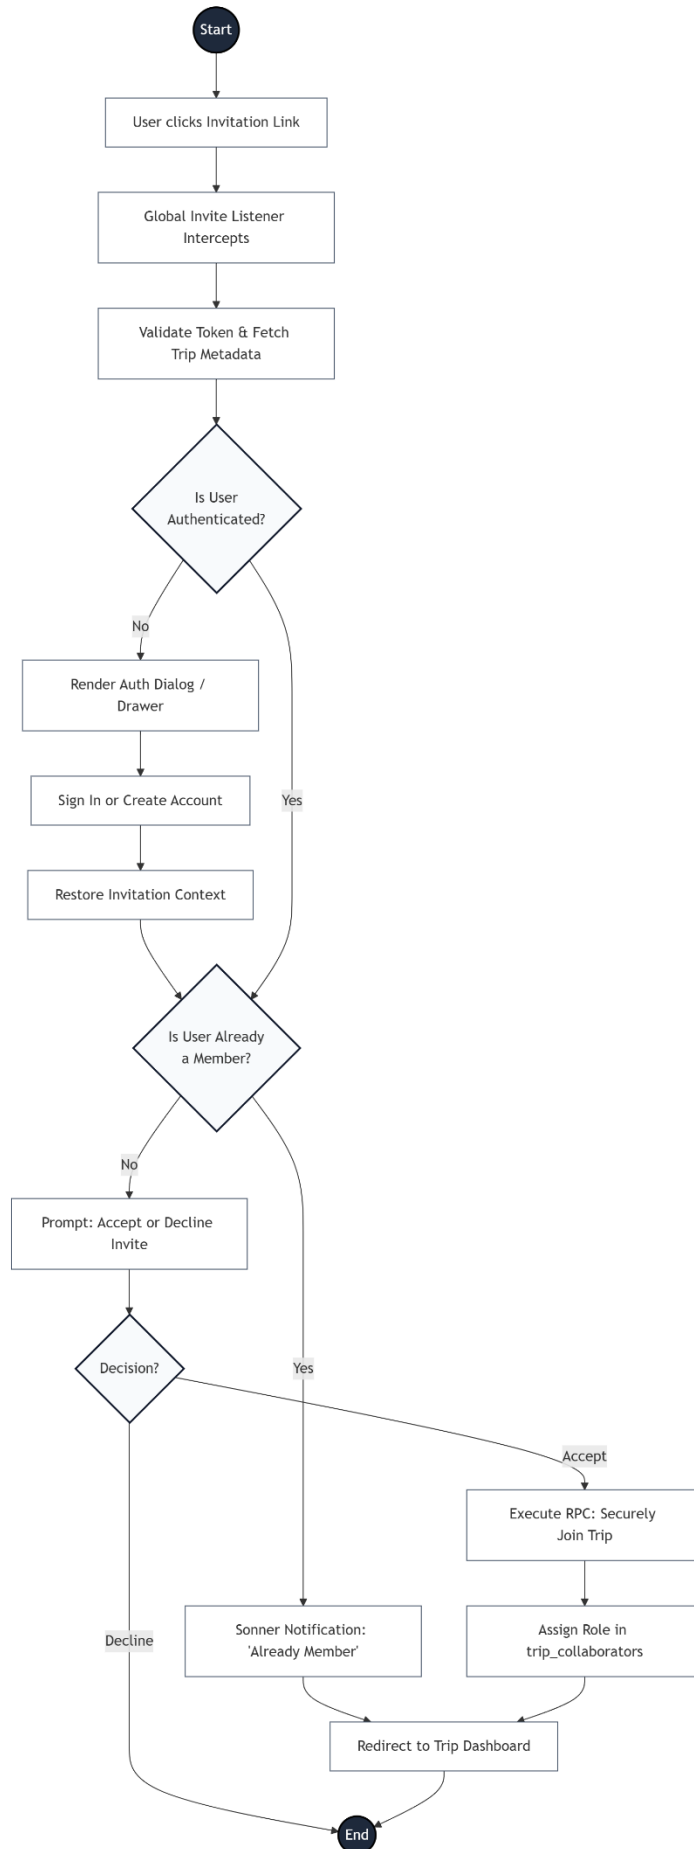 Start
User clicks Invitation Link
Global Invite Listener
Intercepts
Validate Token & Fetch
Trip Metadata
Is User
Authenticated?
No
Render Auth Dialog /
Drawer
Sign In or Create Account
Yes
Restore Invitation Context
Is User Already
a Member?
No
Prompt: Accept or Decline
Invite
Decision?
Yes
Accept
Execute RPC: Securely
Join Trip
Decline
Sonner Notification:
'Already Member'
Assign Role in
trip_collaborators
Redirect to Trip Dashboard
End